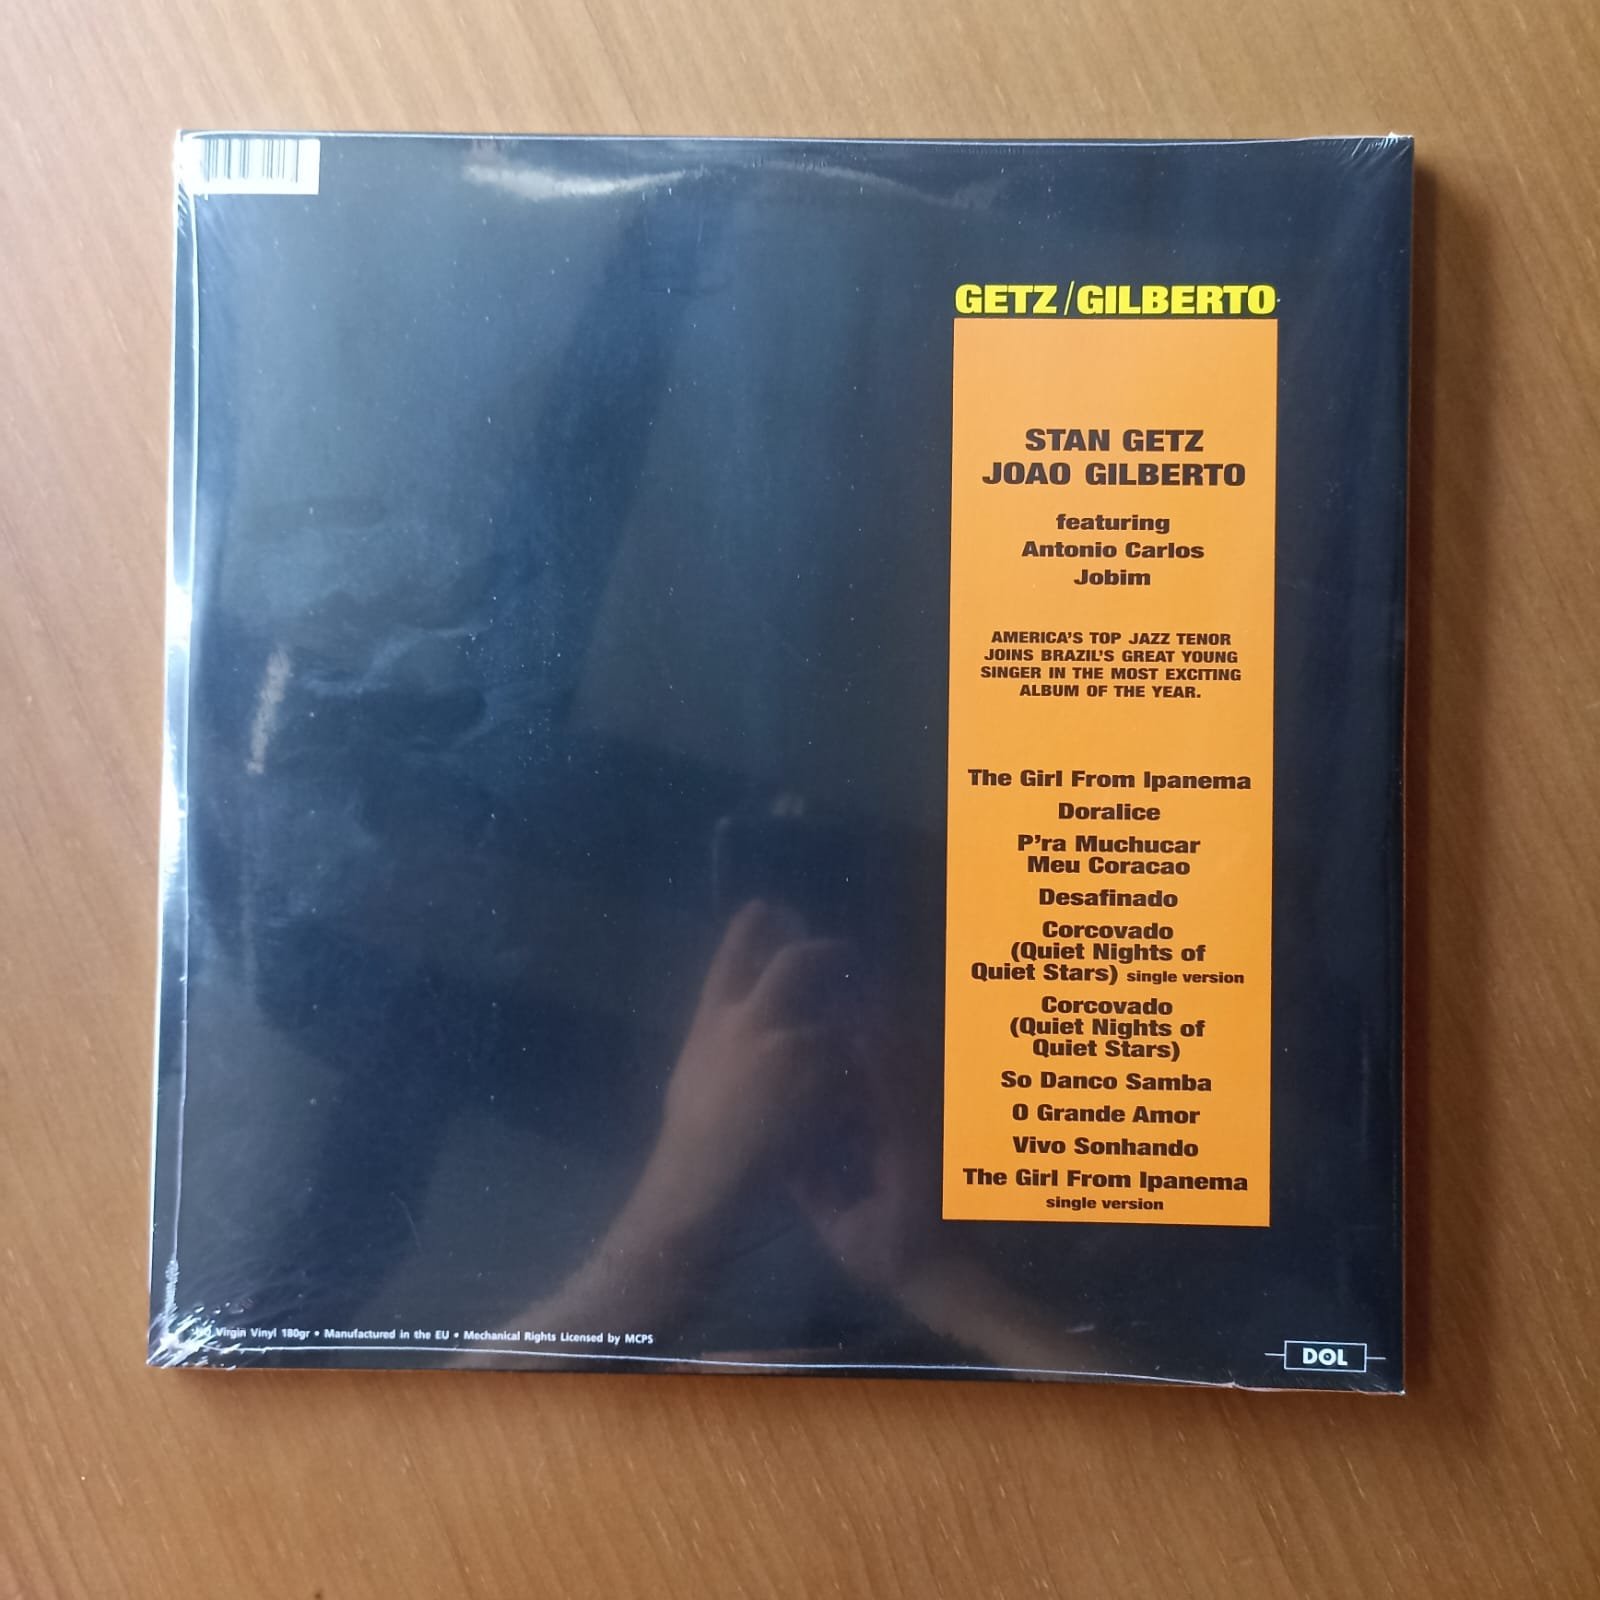 GETZ/GILBERTO
STAN GETZ
JOAO GILBERTO
featuring
Antonio Carlos
Jobim
AMERICA'S TOP JAZZ TENOR
JOINS BRAZIL'S GREAT YOUNG
SINGER IN THE MOST EXCITING
ALBUM OF THE YEAR.
The Girl From Ipanema
Doralice
P'ra Muchucar
Meu Coracao
Desafinado
Corcovado
(Quiet Nights of
Quiet Stars) single version
Corcovado
(Quiet Nights of
Quiet Stars)
So Danco Samba
O Grande Amor
Vivo Sonhando
The Girl From Ipanema
single version
Virgin Vinyl 180gr • Manufactured in the EU • Mechanical Rights Licensed by MCPS
DOL